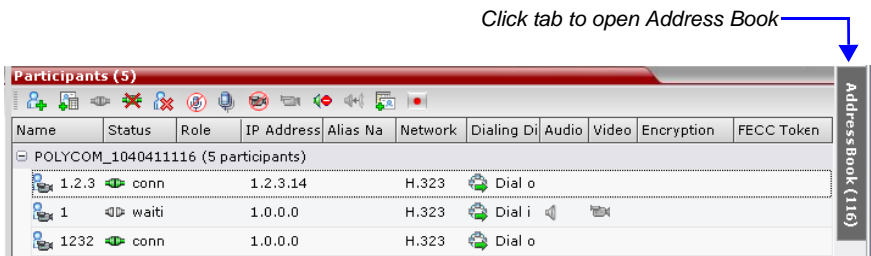 Click tab to open Address Book
Participants (5)
Name Status Role IP Address Alias Na Network Dialing Di Audio Video Encryption FECC Token
POLYCOM_1040411116 (5 participants)
1.2.3 conn 1.2.3.14 H.323 Dial o
1 waiti 1.0.0.0 H.323 Dial i
1232 conn 1.0.0.0 H.323 Dial o
Address Book (116)